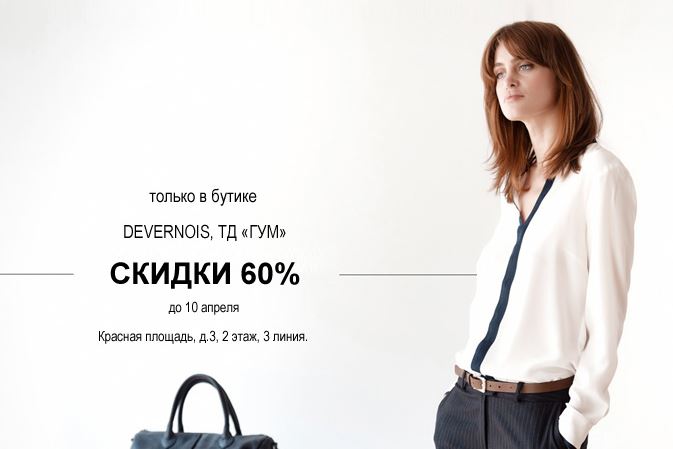 только в бутике
DEVERNOIS, ТД «ГУМ»
СКИДКИ 60%
до 10 апреля
Красная площадь, д.3, 2 этаж, 3 линия.